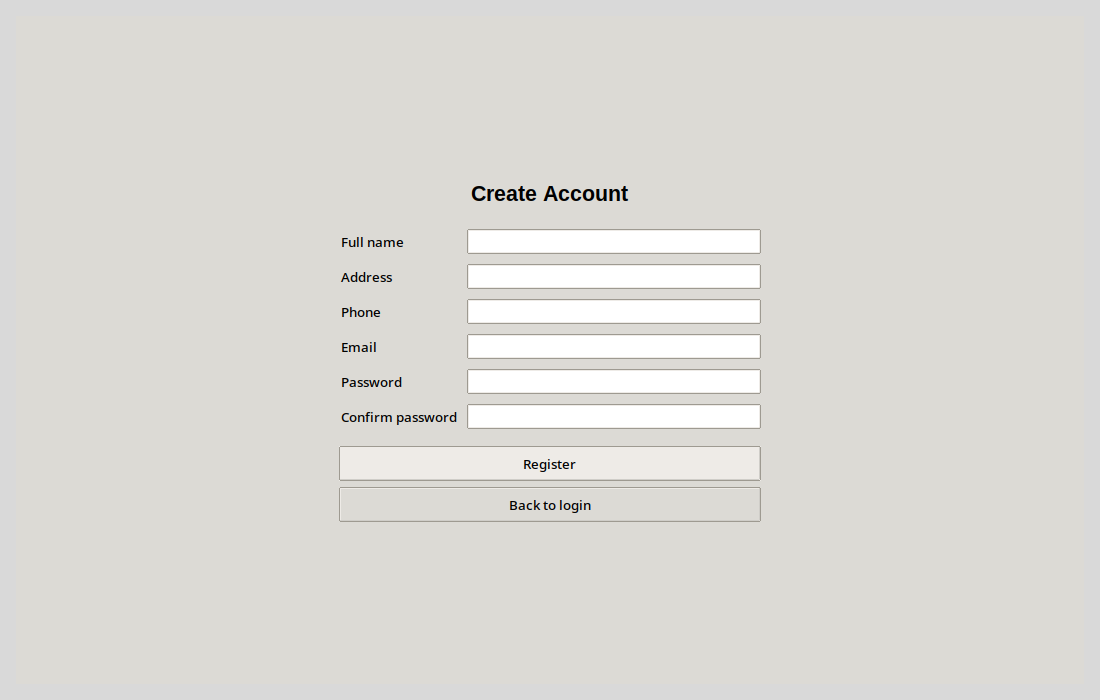 Create Account
Full name
Address
Phone
Email
Password
Confirm password
Register
Back to login